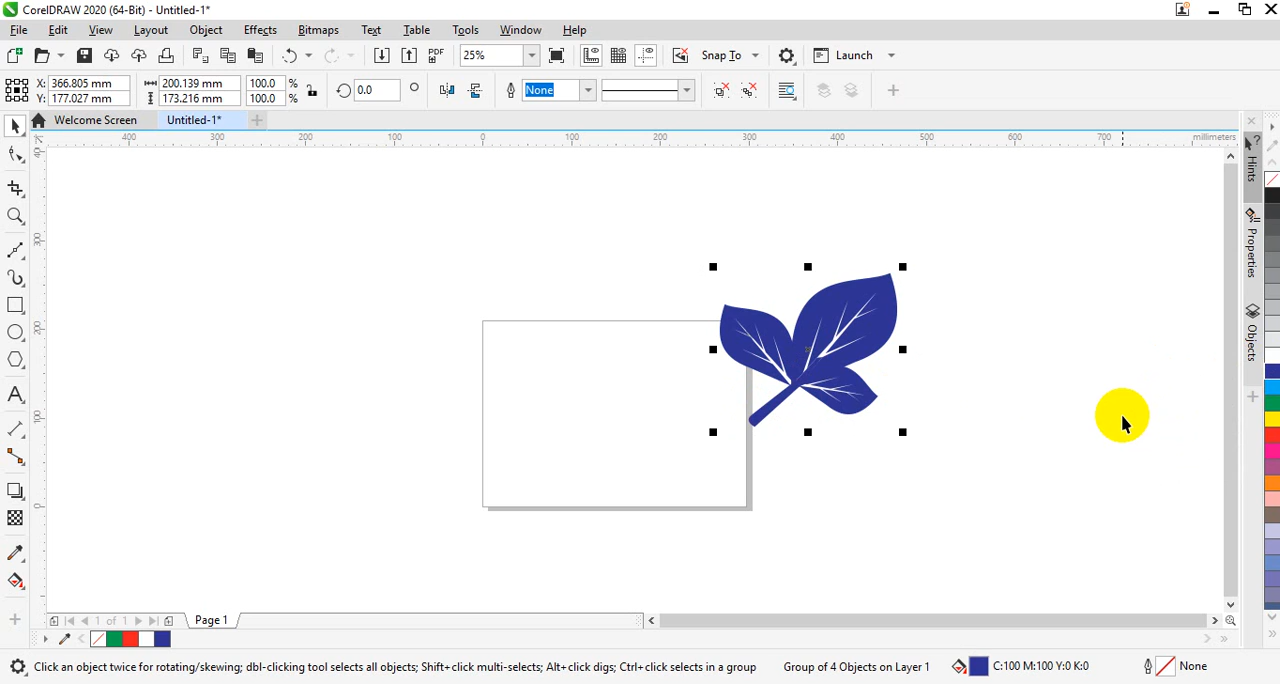 CorelDRAW 2020 (64-Bit) - Untitled-1*
File Edit View Layout Object Effects Bitmaps Text Table Tools Window Help
PDF 25% Snap To Launch
X: 366.805 mm 200.139 mm 100.0 % 0.0 None
Y: 177.027 mm 173.216 mm 100.0 %
Welcome Screen Untitled-1*
400 300 200 100 0 100 200 300 400 500 600 700 millimeters
300
200
100
0
Hints
Properties
Objects
1 of 1 Page 1
Click an object twice for rotating/skewing; dbl-clicking tool selects all objects; Shift+click multi-selects; Alt+click digs; Ctrl+click selects in a group Group of 4 Objects on Layer 1 C:100 M:100 Y:0 K:0 None